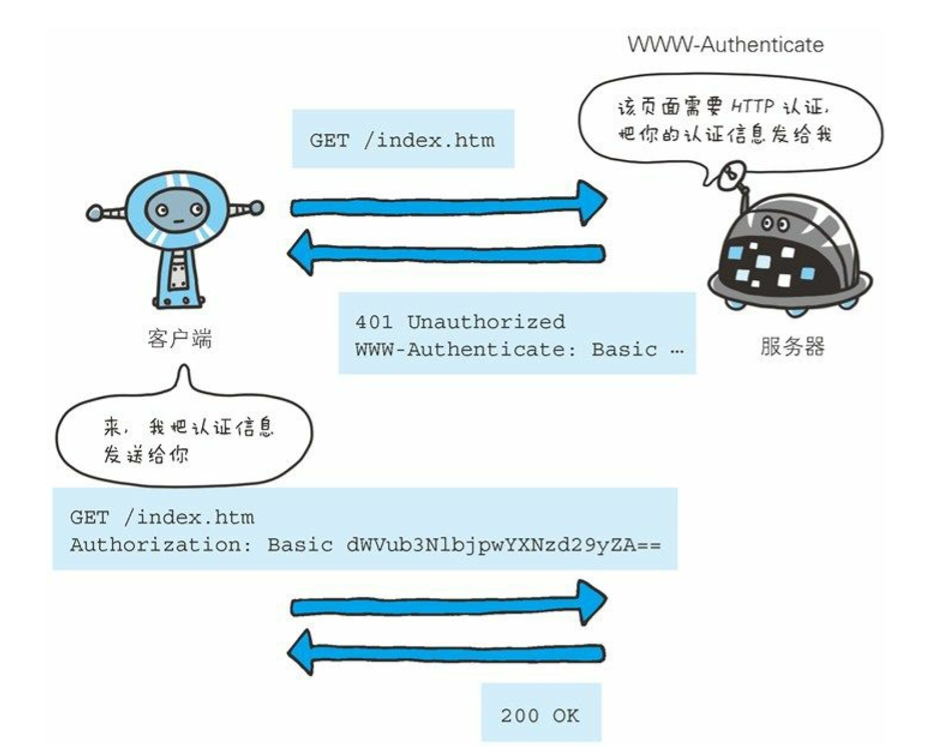 WWW-Authenticate
该页面需要 HTTP 认证,
把你的认证信息发给我
GET /index.htm
401 Unauthorized
WWW-Authenticate: Basic …
客户端
服务器
来, 我把认证信息
发送给你
GET /index.htm
Authorization: Basic dWVub3NlbjpwYXNzd29yZA==
200 OK